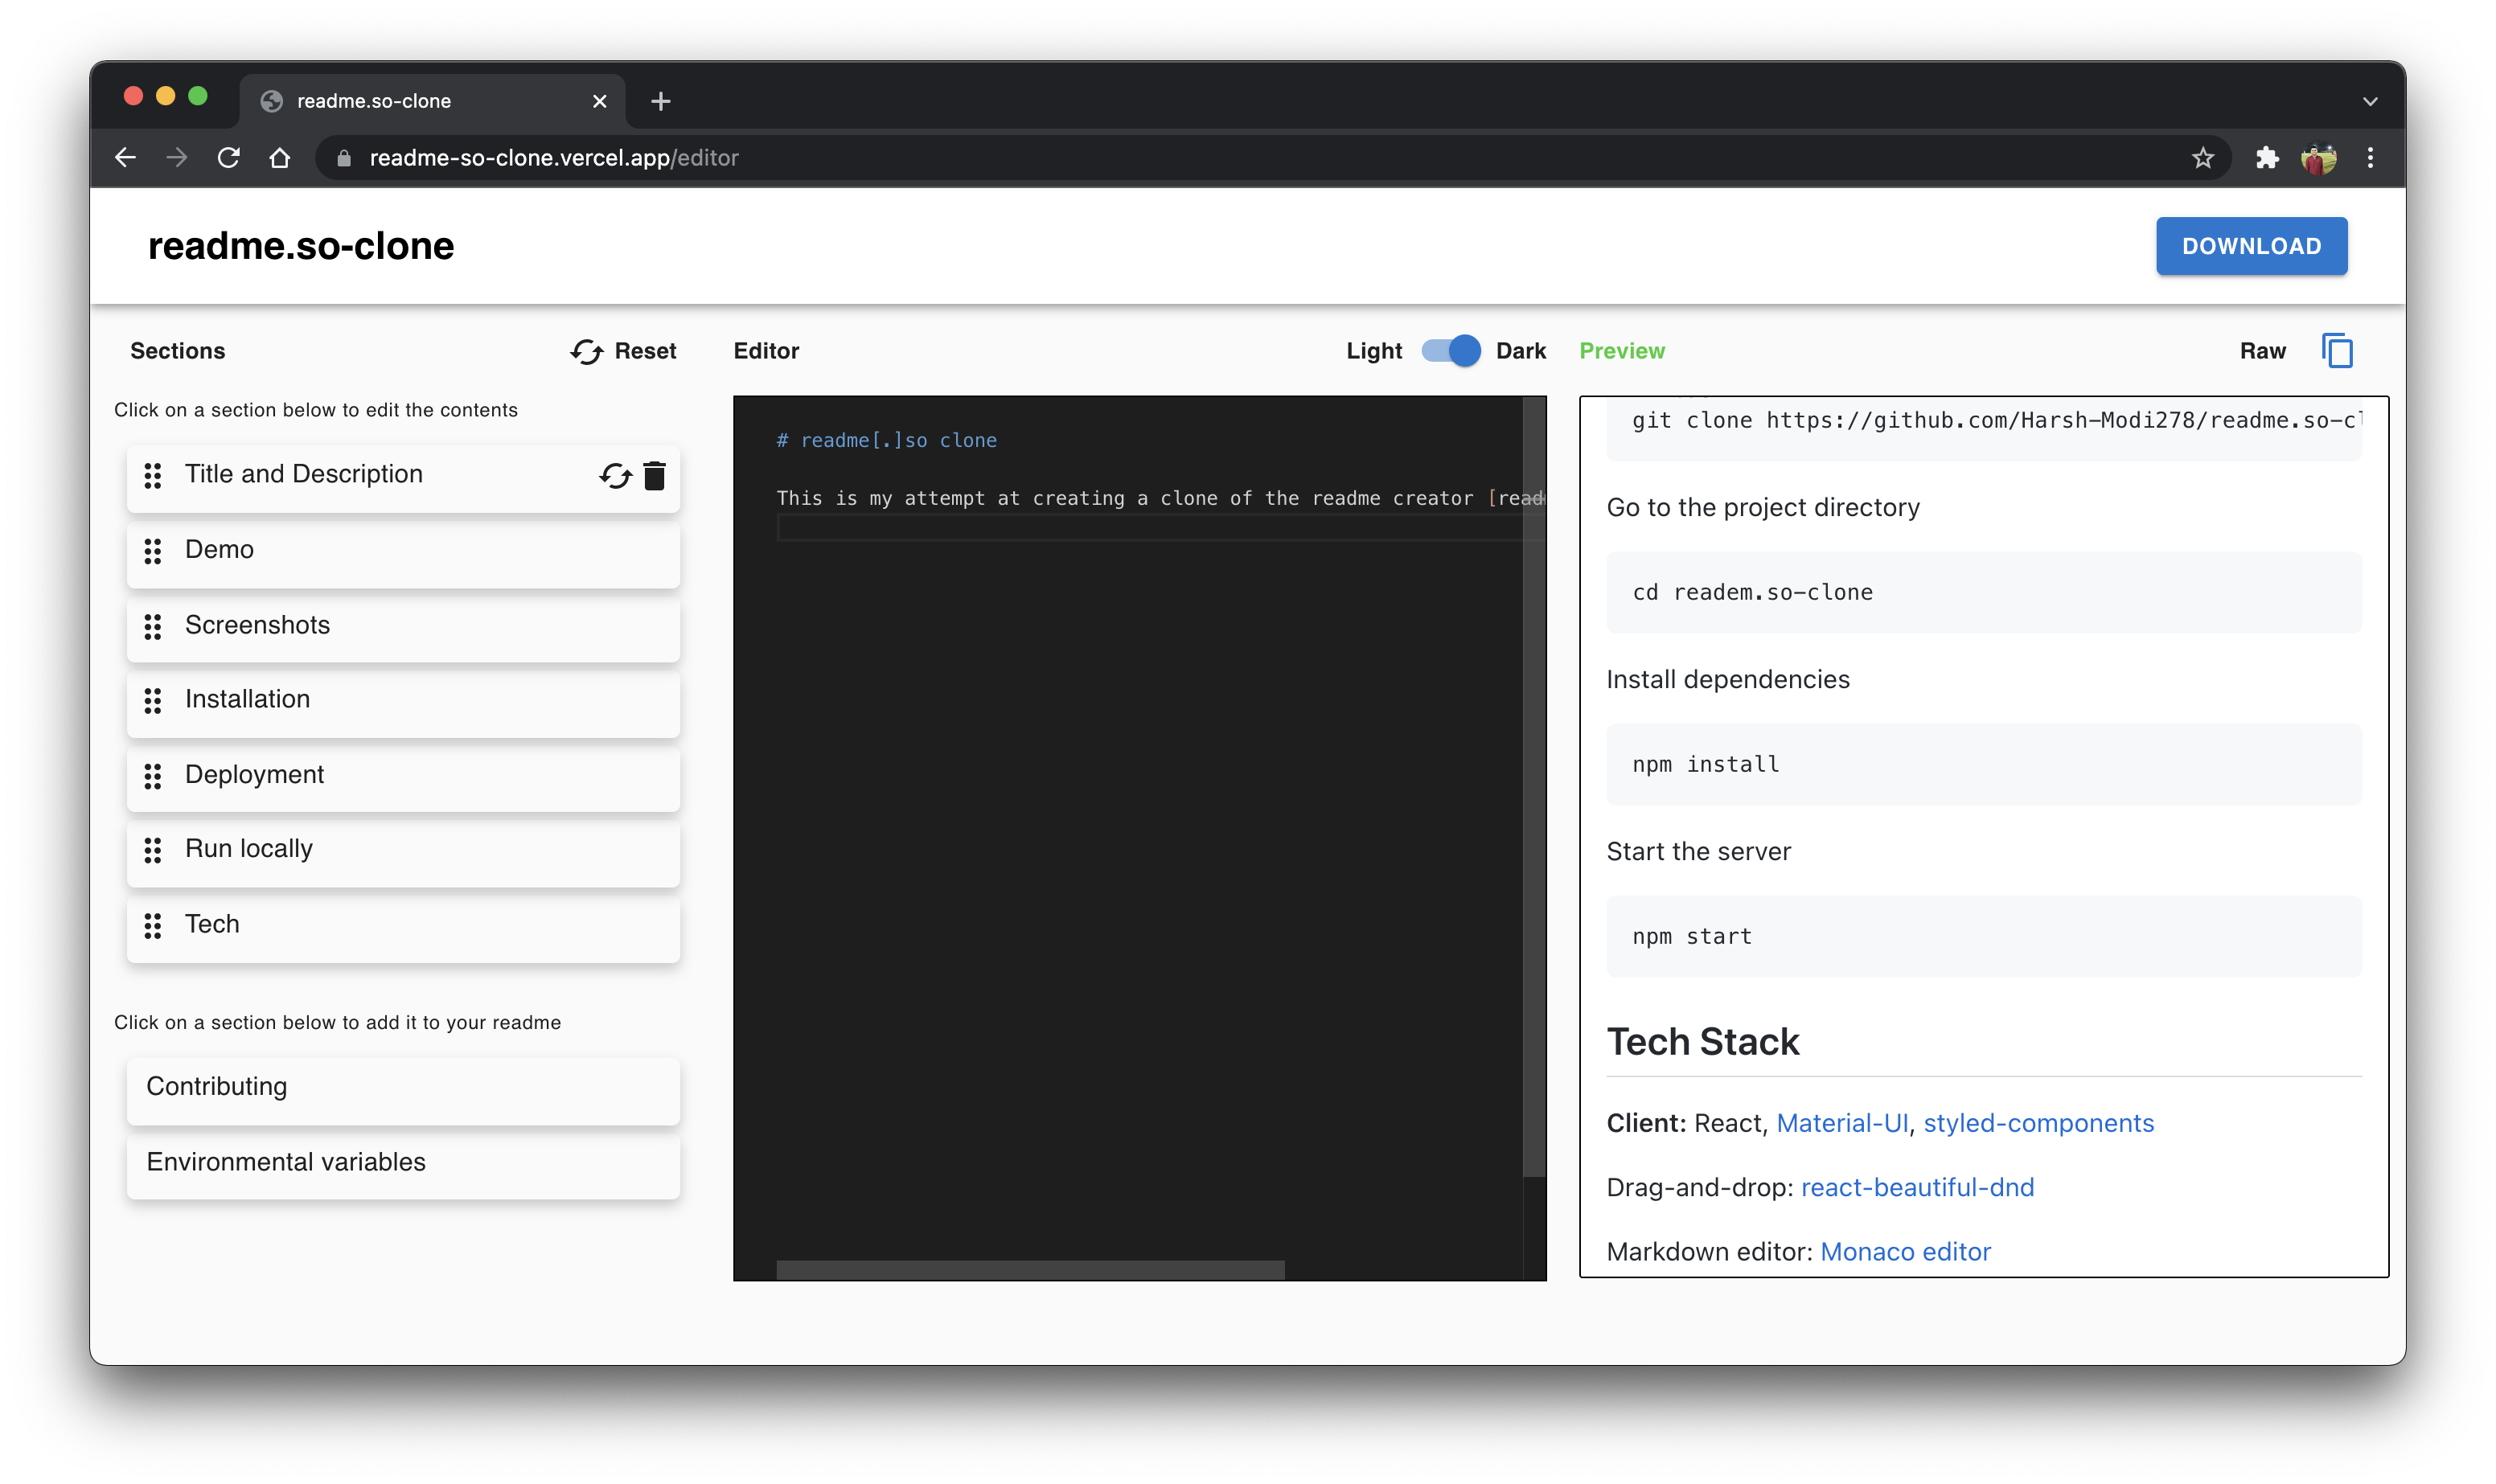 readme.so-clone
readme-so-clone.vercel.app/editor
readme.so-clone
DOWNLOAD
Sections
Reset
Click on a section below to edit the contents
Title and Description
Demo
Screenshots
Installation
Deployment
Run locally
Tech
Click on a section below to add it to your readme
Contributing
Environmental variables
Editor
Light
Dark
# readme[.]so clone
This is my attempt at creating a clone of the readme creator [read
Preview
Raw
git clone https://github.com/Harsh-Modi278/readme.so-cl
Go to the project directory
cd readem.so-clone
Install dependencies
npm install
Start the server
npm start
Tech Stack
Client: React, Material-UI, styled-components
Drag-and-drop: react-beautiful-dnd
Markdown editor: Monaco editor